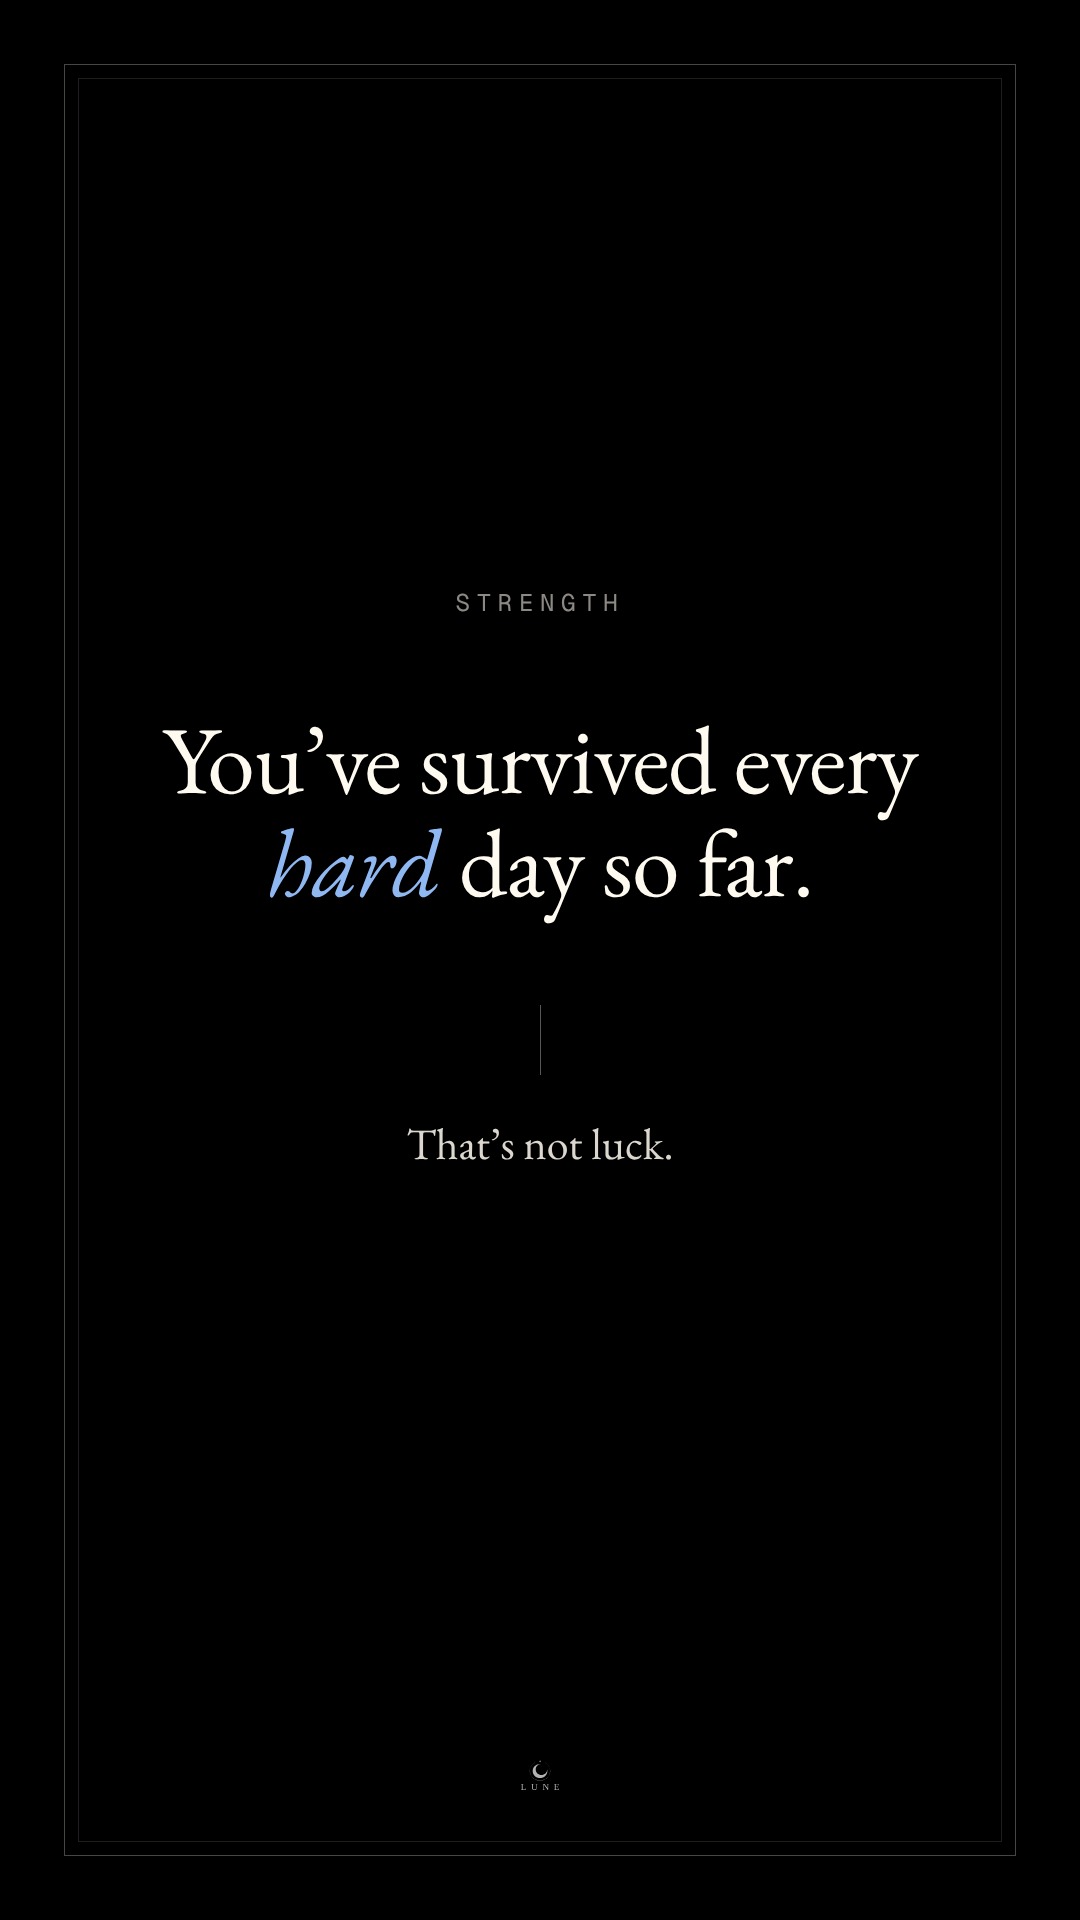 STRENGTH
You’ve survived every
hard day so far.
That’s not luck.
LUNE